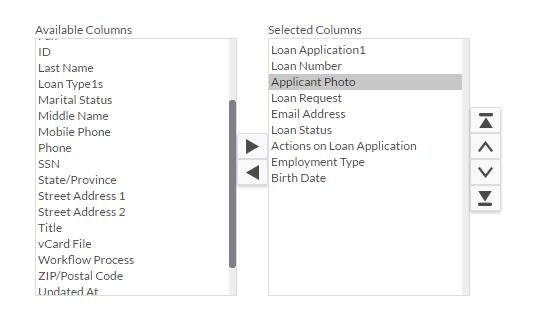 Available Columns
ID
Last Name
Loan Type1s
Marital Status
Middle Name
Mobile Phone
Phone
SSN
State/Province
Street Address 1
Street Address 2
Title
vCard File
Workflow Process
ZIP/Postal Code
Updated At
Selected Columns
Loan Application1
Loan Number
Applicant Photo
Loan Request
Email Address
Loan Status
Actions on Loan Application
Employment Type
Birth Date